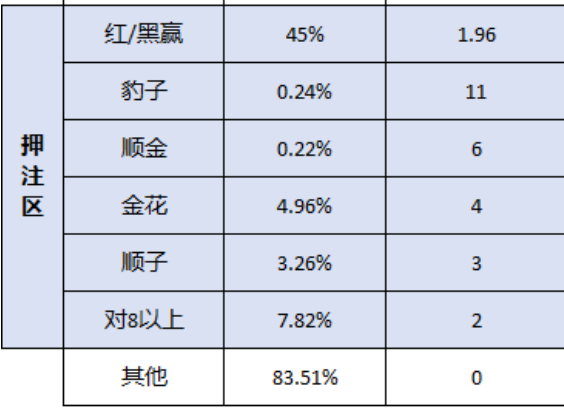 押注区
红/黑赢 45% 1.96
豹子 0.24% 11
顺金 0.22% 6
金花 4.96% 4
顺子 3.26% 3
对8以上 7.82% 2
其他 83.51% 0